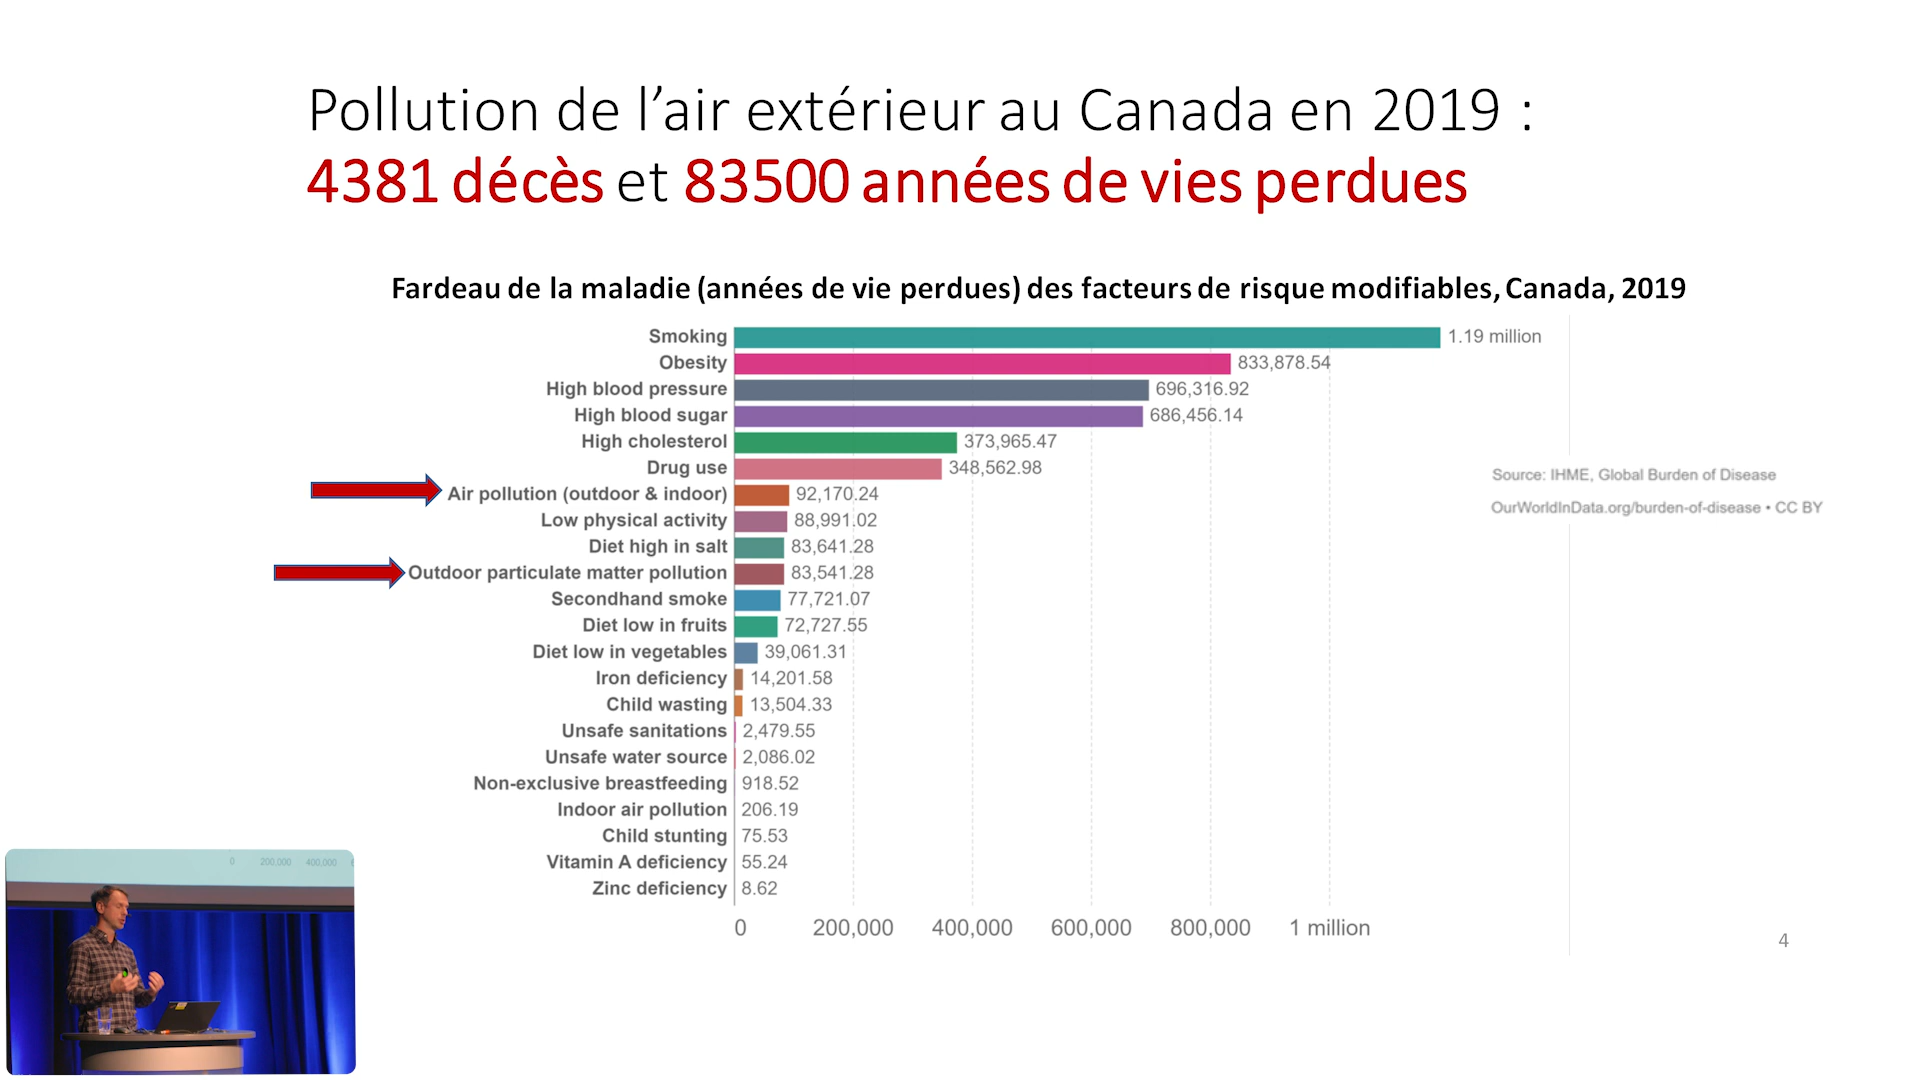 Pollution de l’air extérieur au Canada en 2019 :
4381 décès et 83500 années de vies perdues
Fardeau de la maladie (années de vie perdues) des facteurs de risque modifiables, Canada, 2019
Smoking 1.19 million
Obesity 833,878.54
High blood pressure 696,316.92
High blood sugar 686,456.14
High cholesterol 373,965.47
Drug use 348,562.98
Air pollution (outdoor & indoor) 92,170.24
Low physical activity 88,991.02
Diet high in salt 83,641.28
Outdoor particulate matter pollution 83,541.28
Secondhand smoke 77,721.07
Diet low in fruits 72,727.55
Diet low in vegetables 39,061.31
Iron deficiency 14,201.58
Child wasting 13,504.33
Unsafe sanitations 2,479.55
Unsafe water source 2,086.02
Non-exclusive breastfeeding 918.52
Indoor air pollution 206.19
Child stunting 75.53
Vitamin A deficiency 55.24
Zinc deficiency 8.62
0 200,000 400,000 600,000 800,000 1 million
Source: IHME, Global Burden of Disease
OurWorldInData.org/burden-of-disease • CC BY
4
0 200,000 400,000